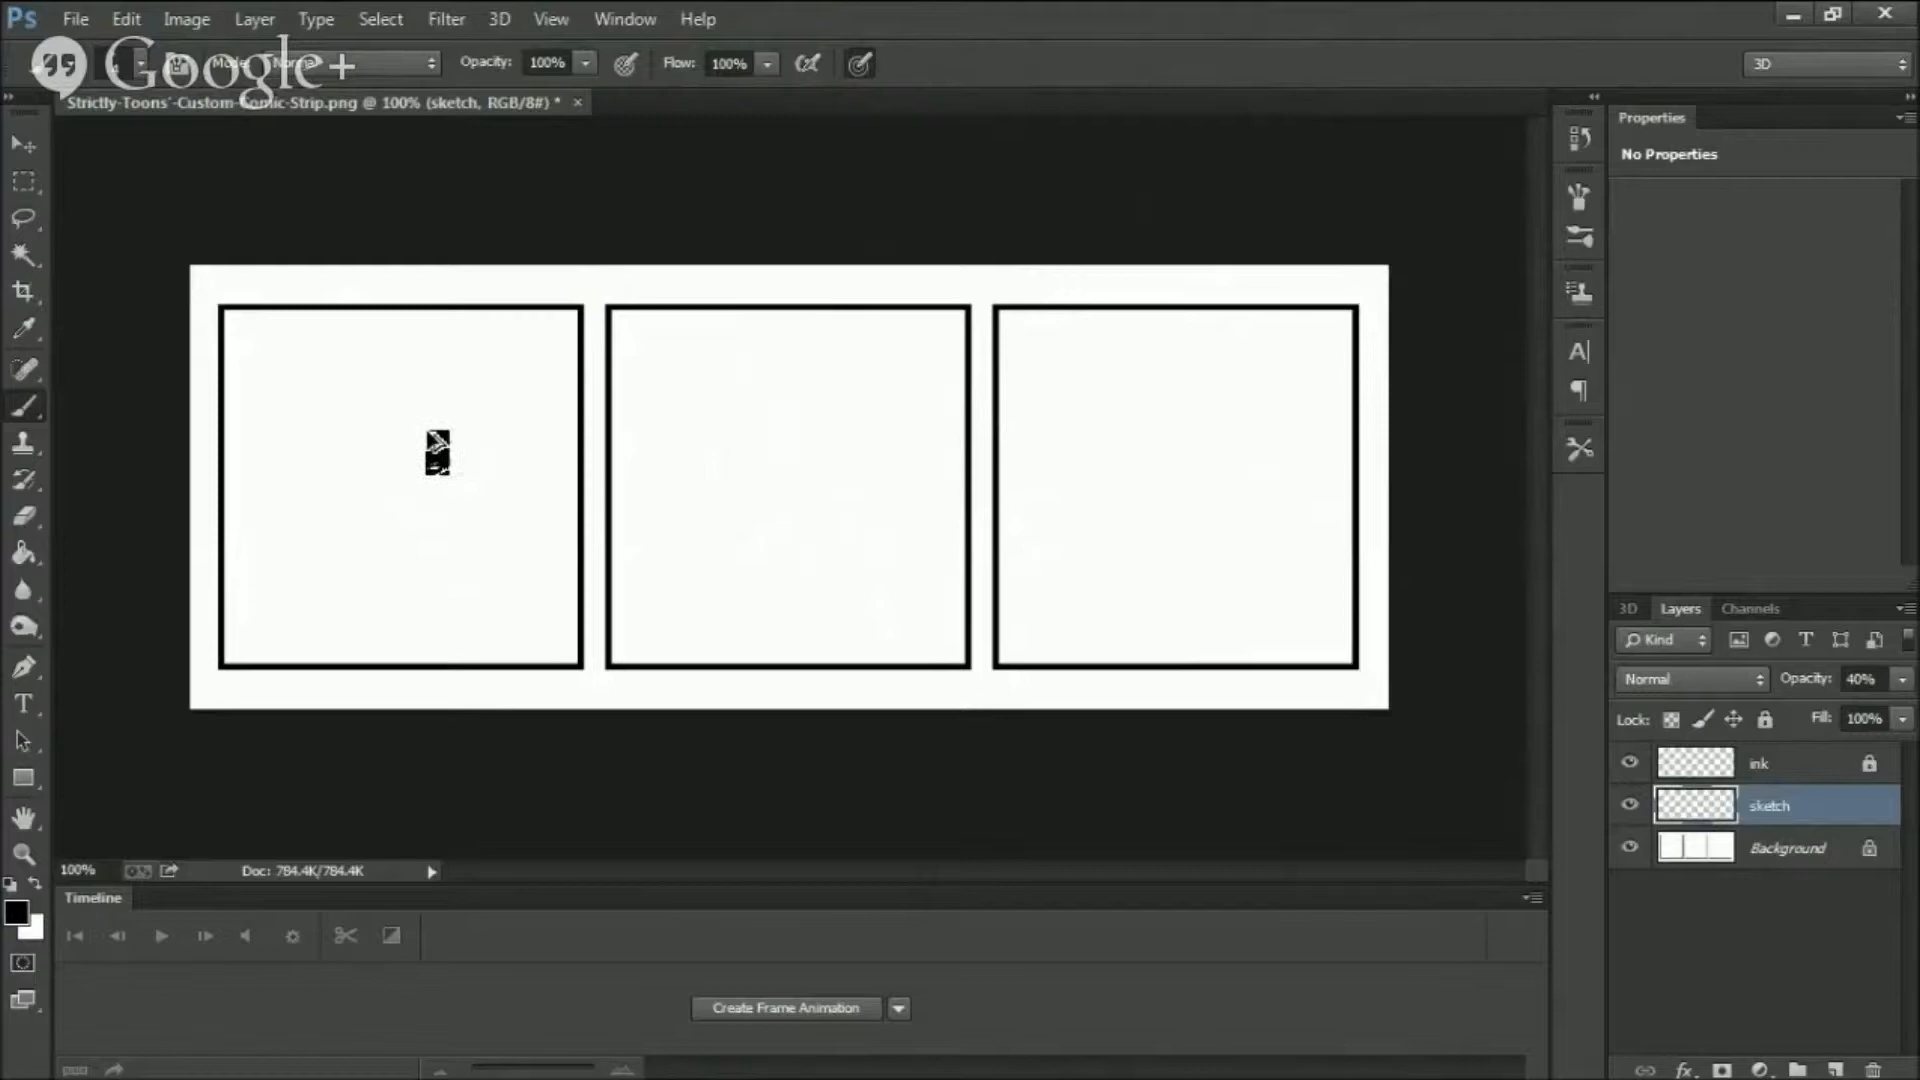 Ps File Edit Image Layer Type Select Filter 3D View Window Help
Google+
Mode: Normal Opacity: 100% Flow: 100% 3D
Strictly-Toons'-Custom-Comic-Strip.png @ 100% (sketch, RGB/8#) * ×
Properties
No Properties
3D Layers Channels
Kind
Normal Opacity: 40%
Lock: Fill: 100%
ink
sketch
Background
100% Doc: 784.4K/784.4K
Timeline
Create Frame Animation